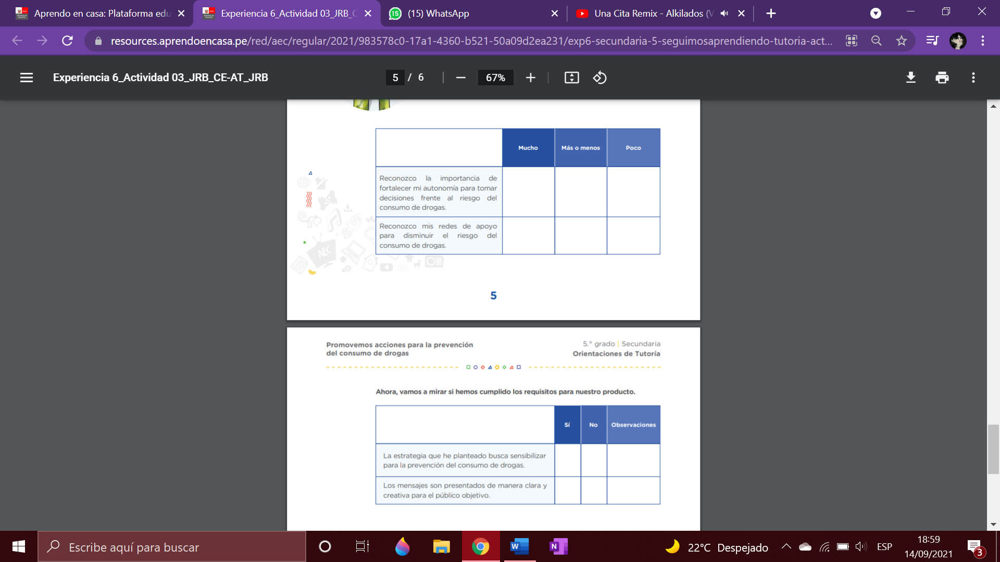 Aprendo en casa: Plataforma edu
Experiencia 6_Actividad 03_JRB_C
(15) WhatsApp
Una Cita Remix - Alkilados (V
resources.aprendoencasa.pe/red/aec/regular/2021/983578c0-17a1-4360-b521-50a09d2ea231/exp6-secundaria-5-seguimosaprendiendo-tutoria-act...
Experiencia 6_Actividad 03_JRB_CE-AT_JRB
5 / 6
67%
Mucho
Más o menos
Poco
Reconozco la importancia de
fortalecer mi autonomía para tomar
decisiones frente al riesgo del
consumo de drogas.
Reconozco mis redes de apoyo
para disminuir el riesgo del
consumo de drogas.
AEC
5
Promovemos acciones para la prevención
del consumo de drogas
5.° grado | Secundaria
Orientaciones de Tutoría
Ahora, vamos a mirar si hemos cumplido los requisitos para nuestro producto.
Sí
No
Observaciones
La estrategia que he planteado busca sensibilizar
para la prevención del consumo de drogas.
Los mensajes son presentados de manera clara y
creativa para el público objetivo.
Escribe aquí para buscar
22°C Despejado
ESP
18:59
14/09/2021
3